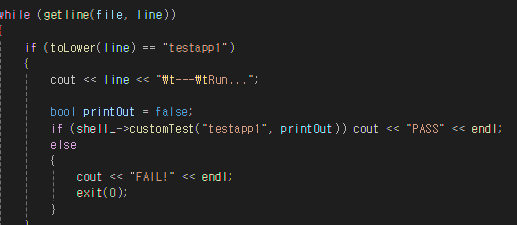 while (getline(file, line))
{
if (toLower(line) == "testapp1")
{
cout << line << "₩t---₩tRun...";
bool printOut = false;
if (shell_->customTest("testapp1", printOut)) cout << "PASS" << endl;
else
{
cout << "FAIL!" << endl;
exit(0);
}
}